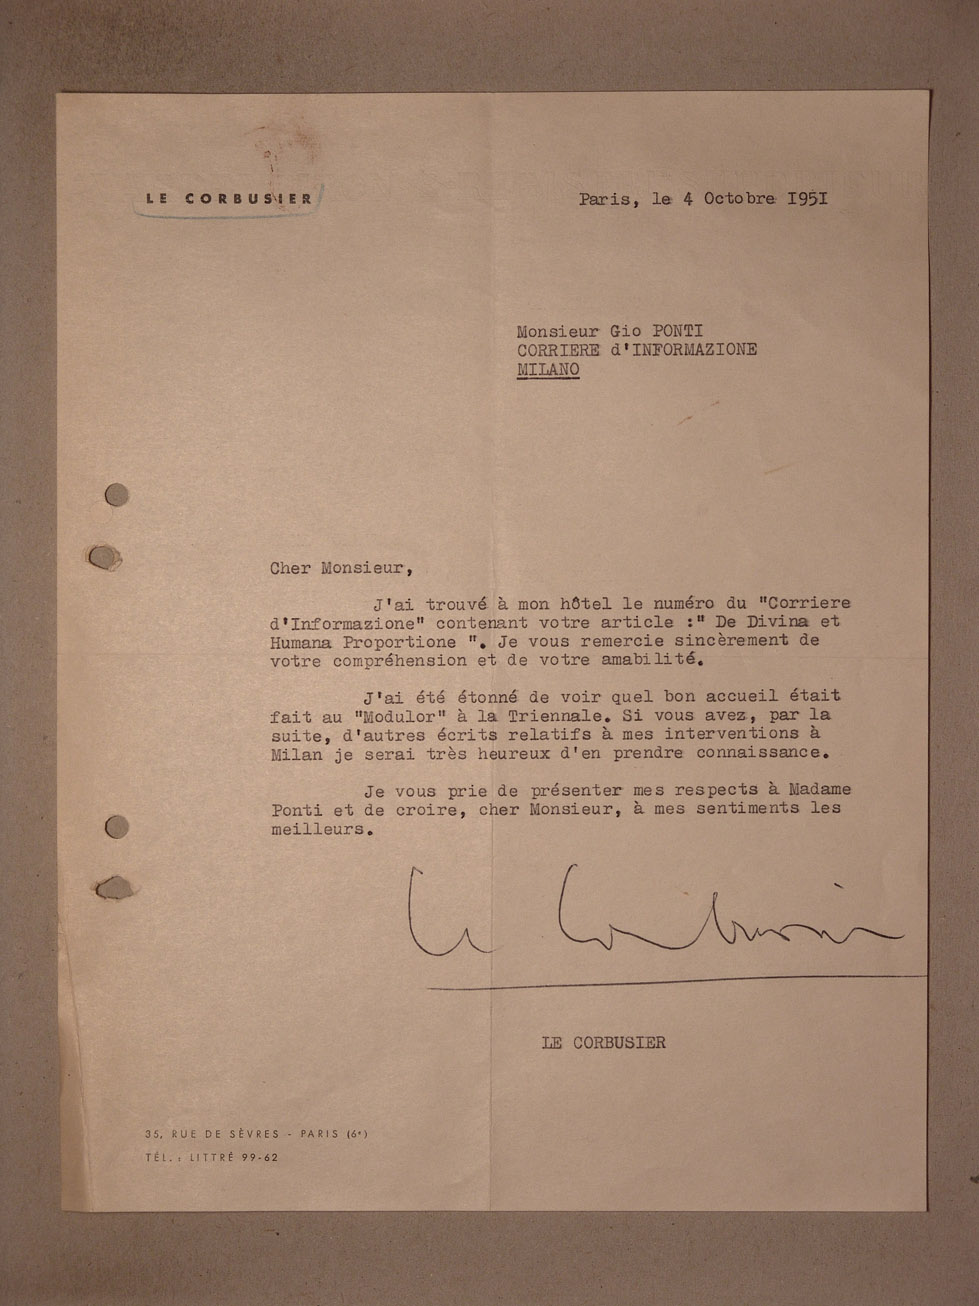 LE CORBUSIER
Paris, le 4 Octobre 1951
Monsieur Gio PONTI
CORRIERE d'INFORMAZIONE
MILANO
Cher Monsieur,
J'ai trouvé à mon hôtel le numéro du "Corriere
d'Informazione" contenant votre article :" De Divina et
Humana Proportione ". Je vous remercie sincèrement de
votre compréhension et de votre amabilité.
J'ai été étonné de voir quel bon accueil était
fait au "Modulor" à la Triennale. Si vous avez, par la
suite, d'autres écrits relatifs à mes interventions à
Milan je serai très heureux d'en prendre connaissance.
Je vous prie de présenter mes respects à Madame
Ponti et de croire, cher Monsieur, à mes sentiments les
meilleurs.
Le Corbusier
LE CORBUSIER
35, RUE DE SÈVRES - PARIS (6e)
TÉL. : LITTRÉ 99-62